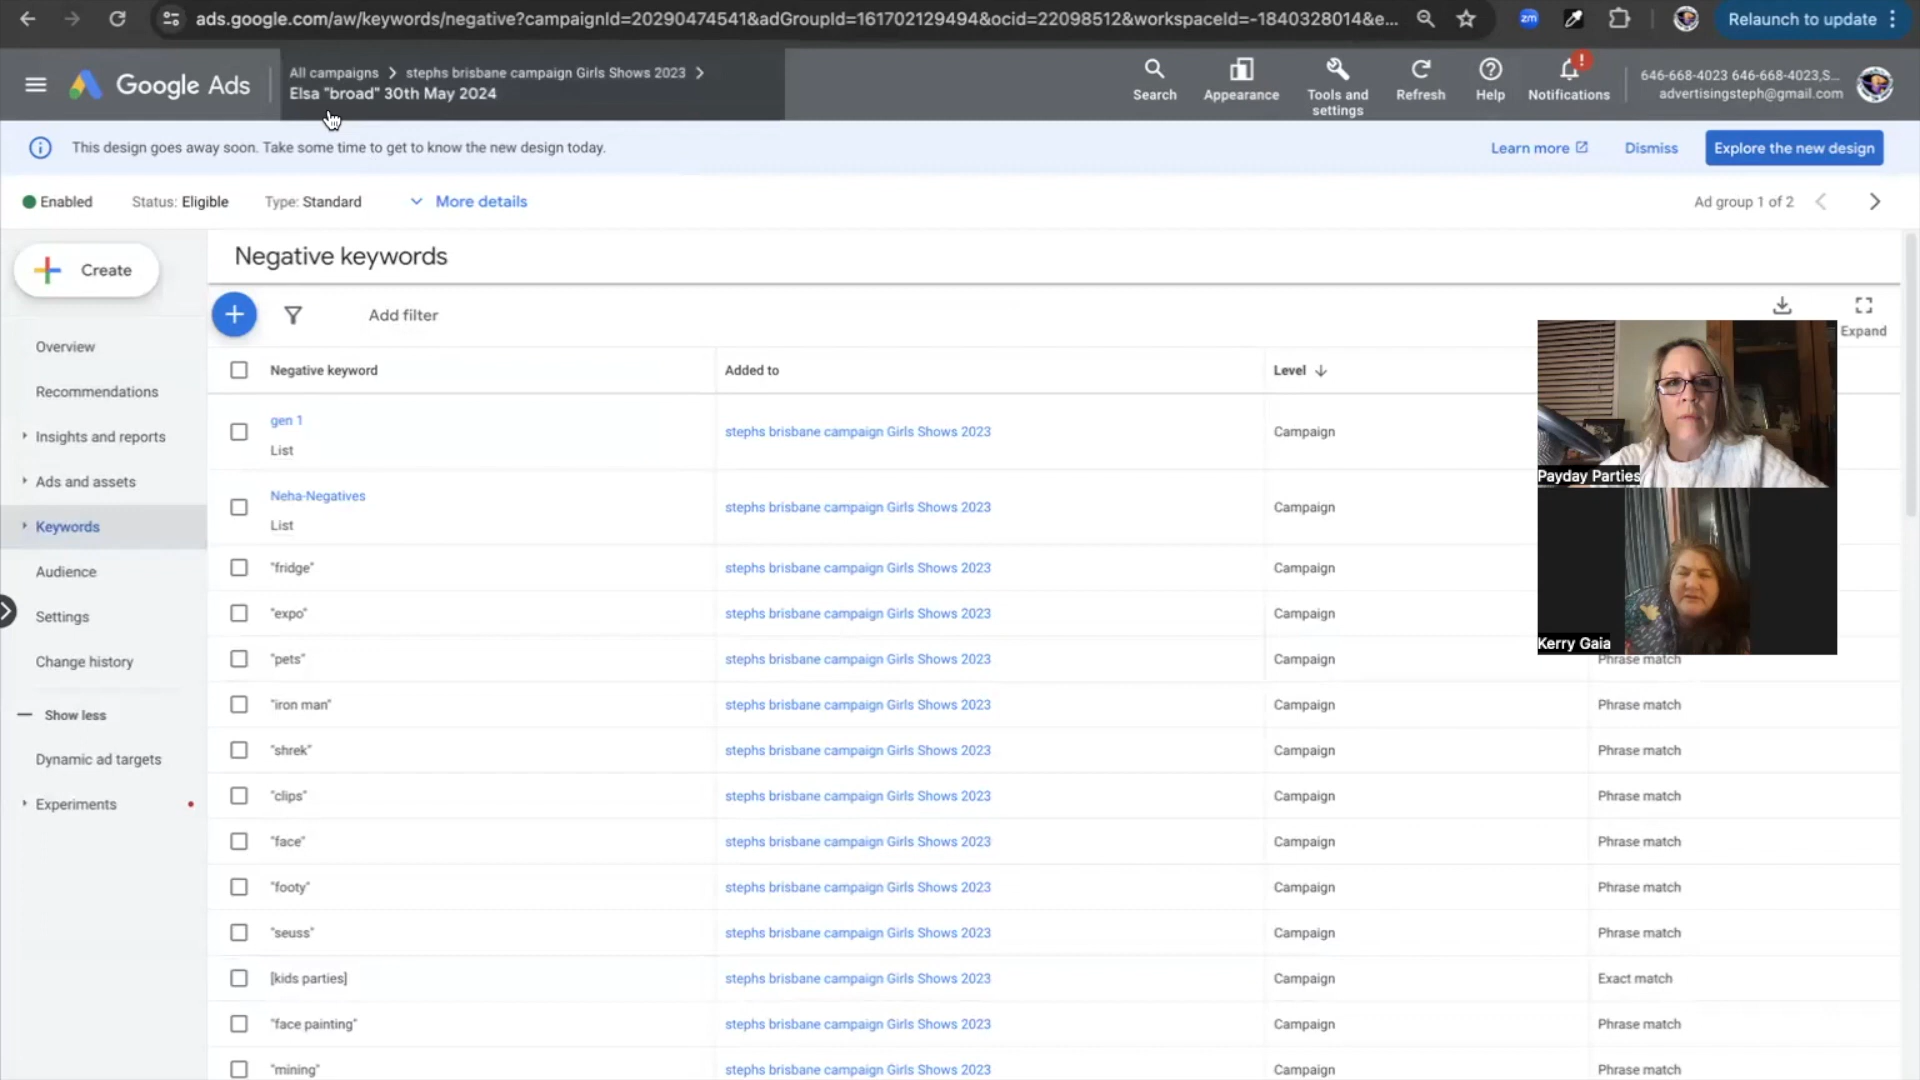 ads.google.com/aw/keywords/negative?campaignId=20290474541&adGroupId=161702129494&ocid=22098512&workspaceId=-1840328014&e...
zm
Relaunch to update
Google Ads
All campaigns > stephs brisbane campaign Girls Shows 2023 >
Elsa "broad" 30th May 2024
Search
Appearance
Tools and
settings
Refresh
Help
!
Notifications
646-668-4023 646-668-4023,S...
advertisingsteph@gmail.com
This design goes away soon. Take some time to get to know the new design today.
Learn more
Dismiss
Explore the new design
Enabled
Status: Eligible
Type: Standard
More details
Ad group 1 of 2
Create
Overview
Recommendations
Insights and reports
Ads and assets
Keywords
Audience
Settings
Change history
Show less
Dynamic ad targets
Experiments
Negative keywords
Add filter
Expand
Negative keyword Added to Level
gen 1
List
stephs brisbane campaign Girls Shows 2023 Campaign
Neha-Negatives
List
stephs brisbane campaign Girls Shows 2023 Campaign
"fridge" stephs brisbane campaign Girls Shows 2023 Campaign
"expo" stephs brisbane campaign Girls Shows 2023 Campaign
"pets" stephs brisbane campaign Girls Shows 2023 Campaign Phrase match
"iron man" stephs brisbane campaign Girls Shows 2023 Campaign Phrase match
"shrek" stephs brisbane campaign Girls Shows 2023 Campaign Phrase match
"clips" stephs brisbane campaign Girls Shows 2023 Campaign Phrase match
"face" stephs brisbane campaign Girls Shows 2023 Campaign Phrase match
"footy" stephs brisbane campaign Girls Shows 2023 Campaign Phrase match
"seuss" stephs brisbane campaign Girls Shows 2023 Campaign Phrase match
[kids parties] stephs brisbane campaign Girls Shows 2023 Campaign Exact match
"face painting" stephs brisbane campaign Girls Shows 2023 Campaign Phrase match
"mining" stephs brisbane campaign Girls Shows 2023 Campaign Phrase match
Payday Parties
Kerry Gaia